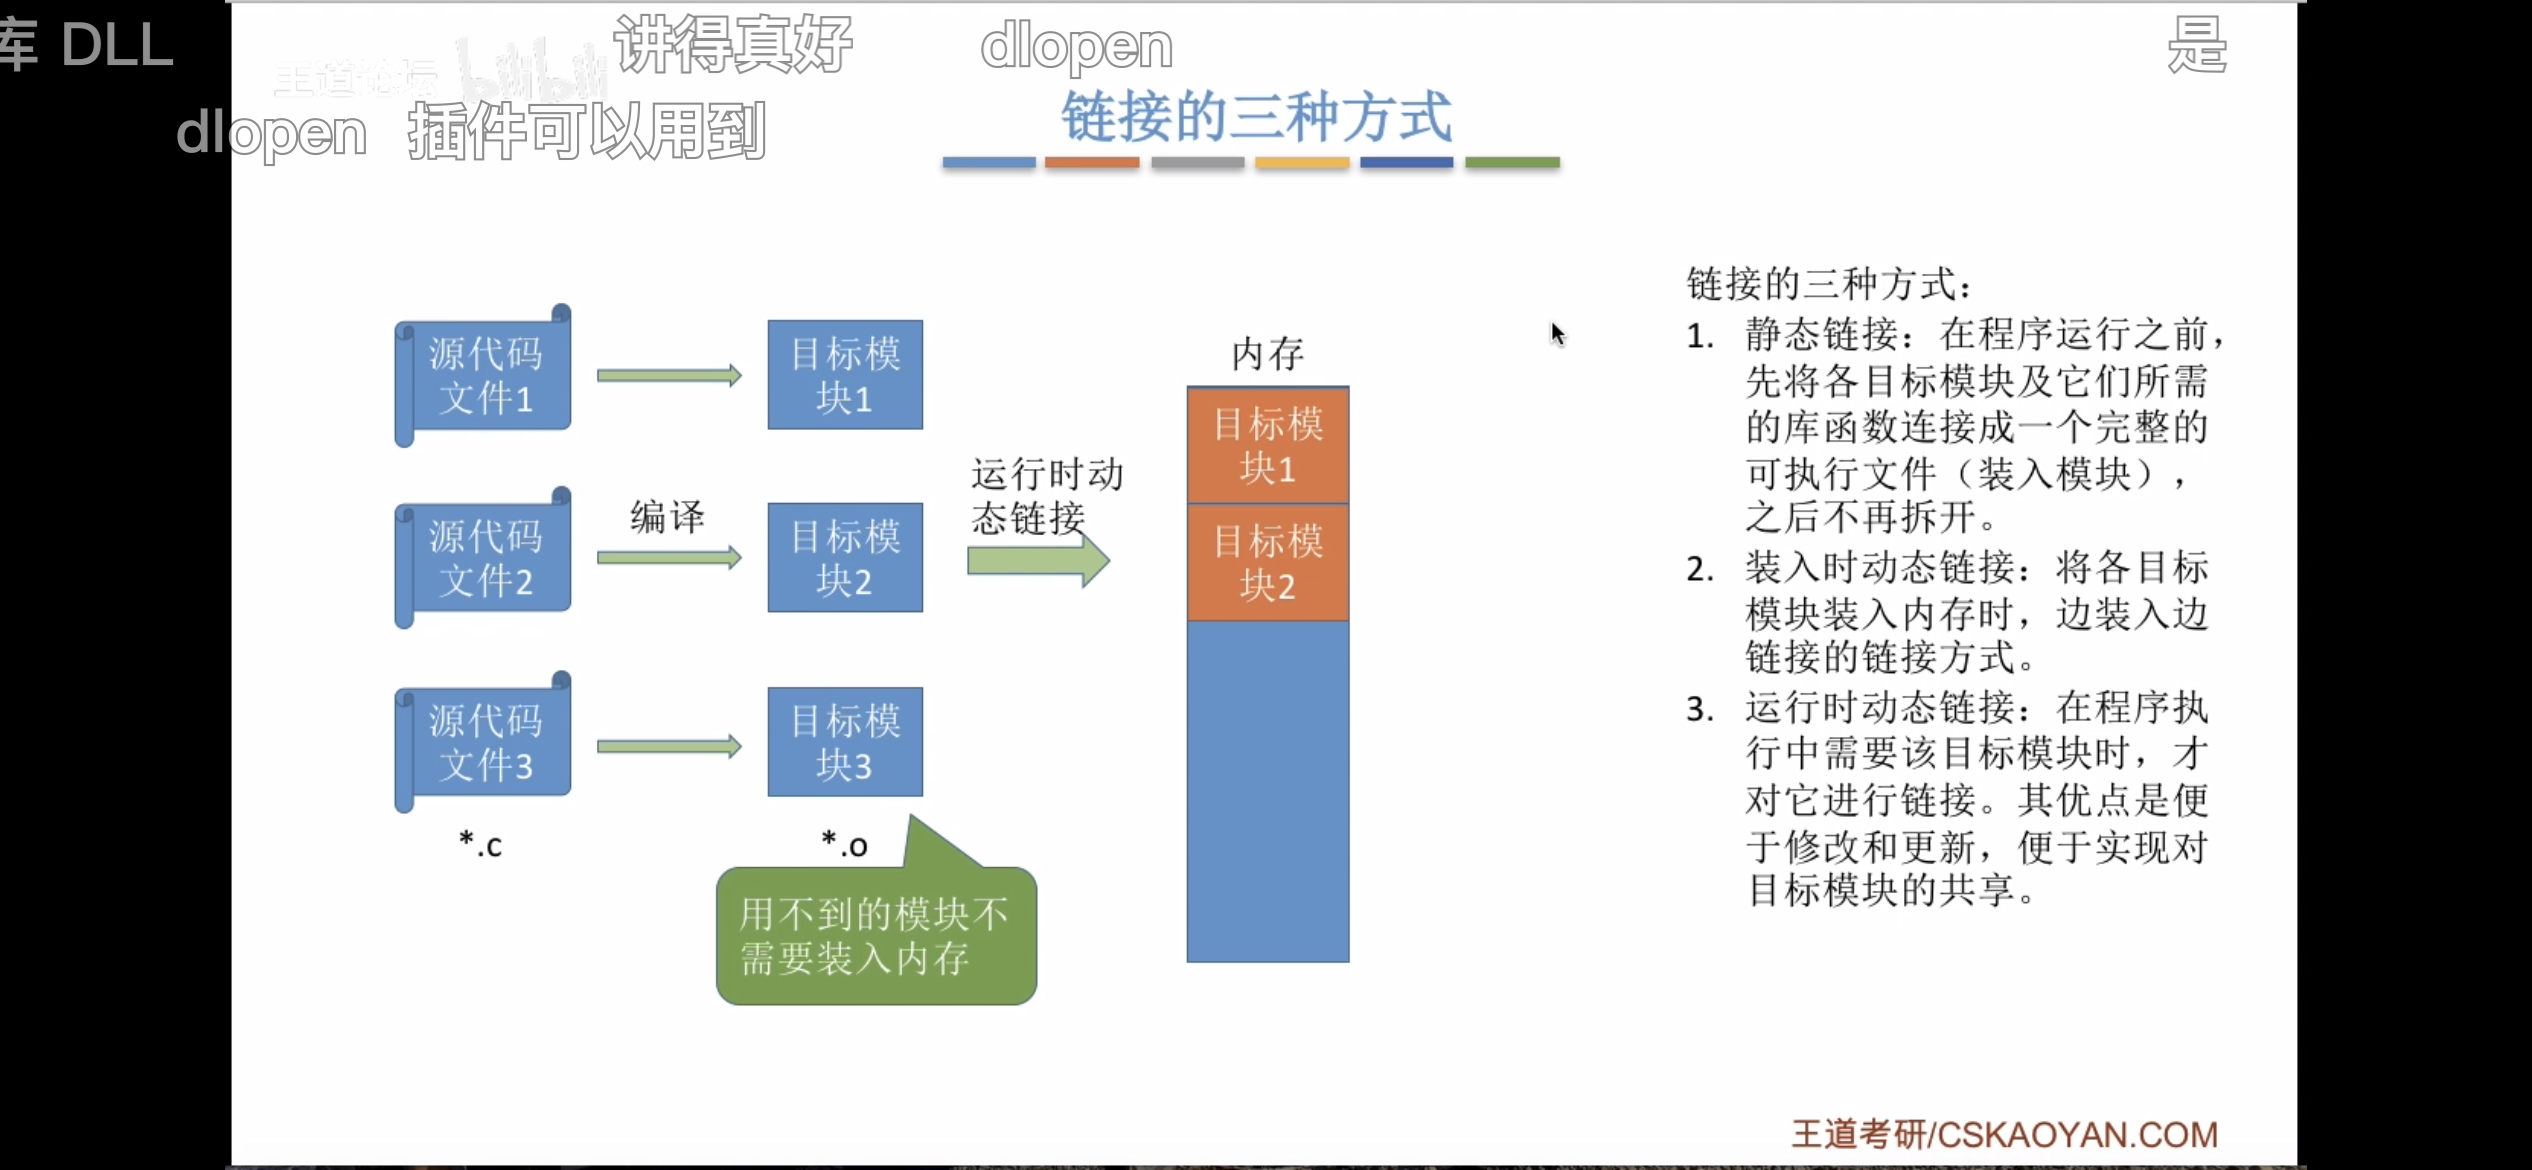 库 DLL
讲得真好
dlopen
是
王道论坛 bilibili
dlopen
插件可以用到
链接的三种方式
源代码
文件1
目标模
块1
源代码
文件2
编译
目标模
块2
源代码
文件3
目标模
块3
*.c
*.o
用不到的模块不
需要装入内存
运行时动
态链接
内存
目标模
块1
目标模
块2
链接的三种方式：
1. 静态链接：在程序运行之前，
先将各目标模块及它们所需
的库函数连接成一个完整的
可执行文件（装入模块），
之后不再拆开。
2. 装入时动态链接：将各目标
模块装入内存时，边装入边
链接的链接方式。
3. 运行时动态链接：在程序执
行中需要该目标模块时，才
对它进行链接。其优点是便
于修改和更新，便于实现对
目标模块的共享。
王道考研/CSKAOYAN.COM